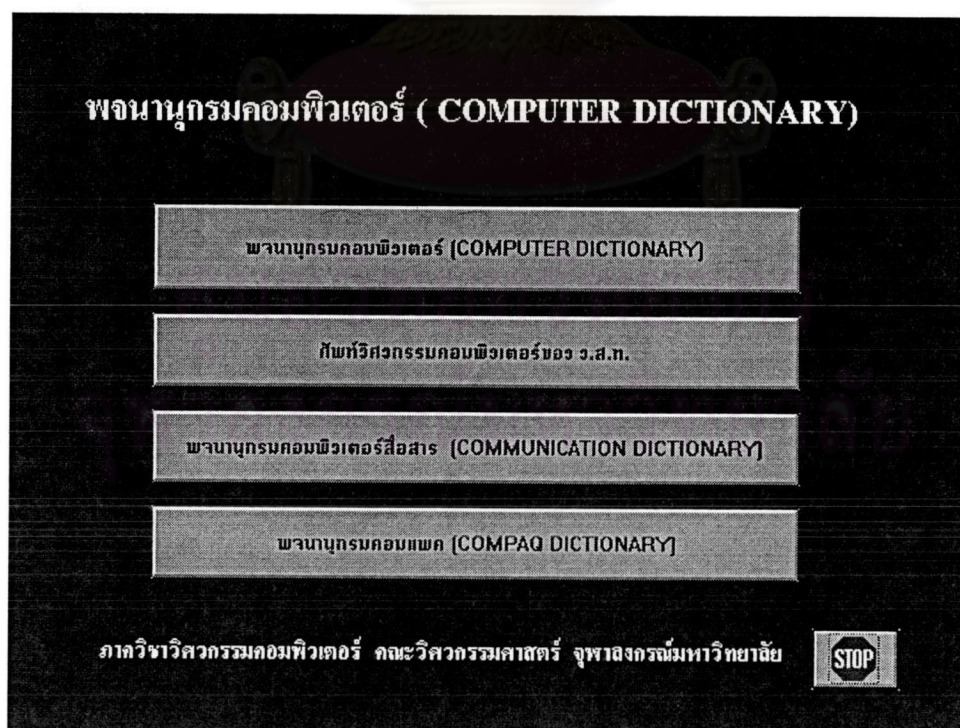 พจนานุกรมคอมพิวเตอร์ ( COMPUTER DICTIONARY)
พจนานุกรมคอมพิวเตอร์ (COMPUTER DICTIONARY)
ศัพท์วิศวกรรมคอมพิวเตอร์ของ ว.ส.ท.
พจนานุกรมคอมพิวเตอร์สื่อสาร (COMMUNICATION DICTIONARY)
พจนานุกรมคอมแพค (COMPAQ DICTIONARY)
ภาควิชาวิศวกรรมคอมพิวเตอร์ คณะวิศวกรรมศาสตร์ จุฬาลงกรณ์มหาวิทยาลัย
STOP